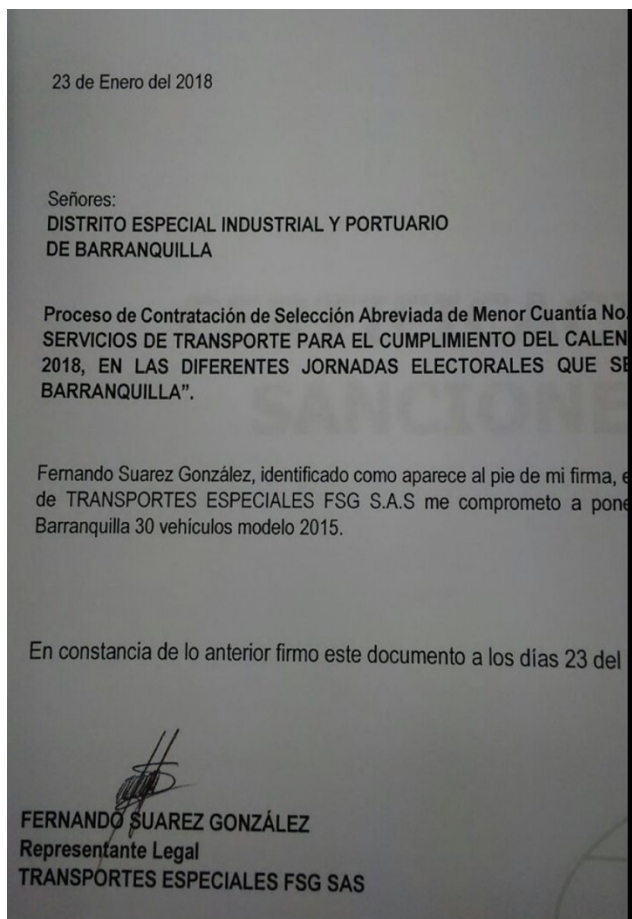 23 de Enero del 2018
Señores:
DISTRITO ESPECIAL INDUSTRIAL Y PORTUARIO
DE BARRANQUILLA
Proceso de Contratación de Selección Abreviada de Menor Cuantía No.
SERVICIOS DE TRANSPORTE PARA EL CUMPLIMIENTO DEL CALEN
2018, EN LAS DIFERENTES JORNADAS ELECTORALES QUE SE
BARRANQUILLA”.
SANCIONE
Fernando Suarez González, identificado como aparece al pie de mi firma, e
de TRANSPORTES ESPECIALES FSG S.A.S me comprometo a pone
Barranquilla 30 vehículos modelo 2015.
En constancia de lo anterior firmo este documento a los días 23 del
FERNANDO SUAREZ GONZÁLEZ
Representante Legal
TRANSPORTES ESPECIALES FSG SAS